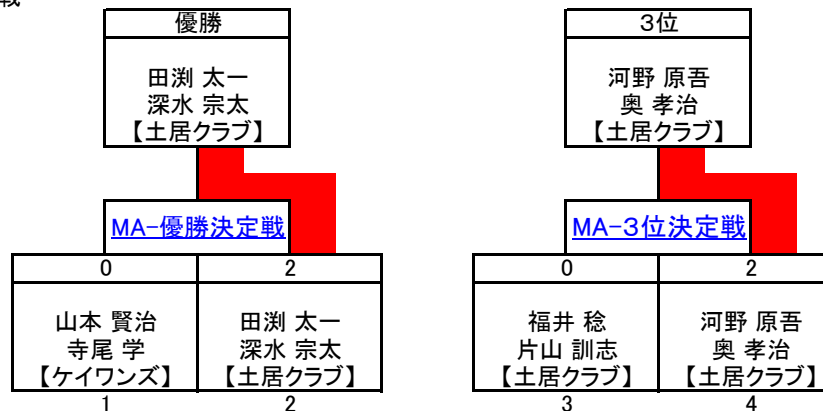 戦
優勝
田渕 太一
深水 宗太
【土居クラブ】
MA-優勝決定戦
0 2
山本 賢治
寺尾 学
【ケイワンズ】
田渕 太一
深水 宗太
【土居クラブ】
1 2
3位
河野 原吾
奥 孝治
【土居クラブ】
MA-3位決定戦
0 2
福井 稔
片山 訓志
【土居クラブ】
河野 原吾
奥 孝治
【土居クラブ】
3 4